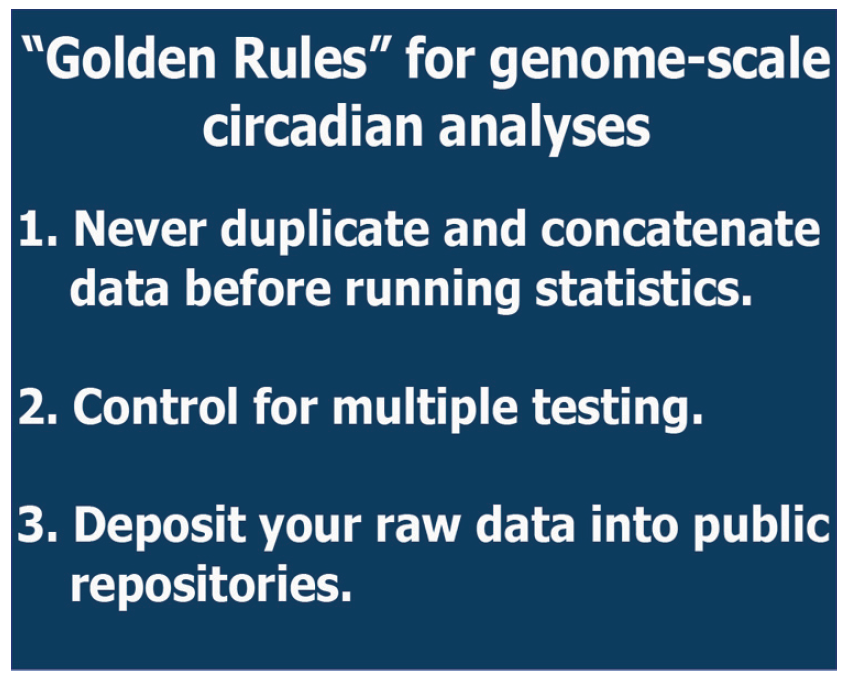 “Golden Rules” for genome-scale
circadian analyses
1. Never duplicate and concatenate
data before running statistics.
2. Control for multiple testing.
3. Deposit your raw data into public
repositories.